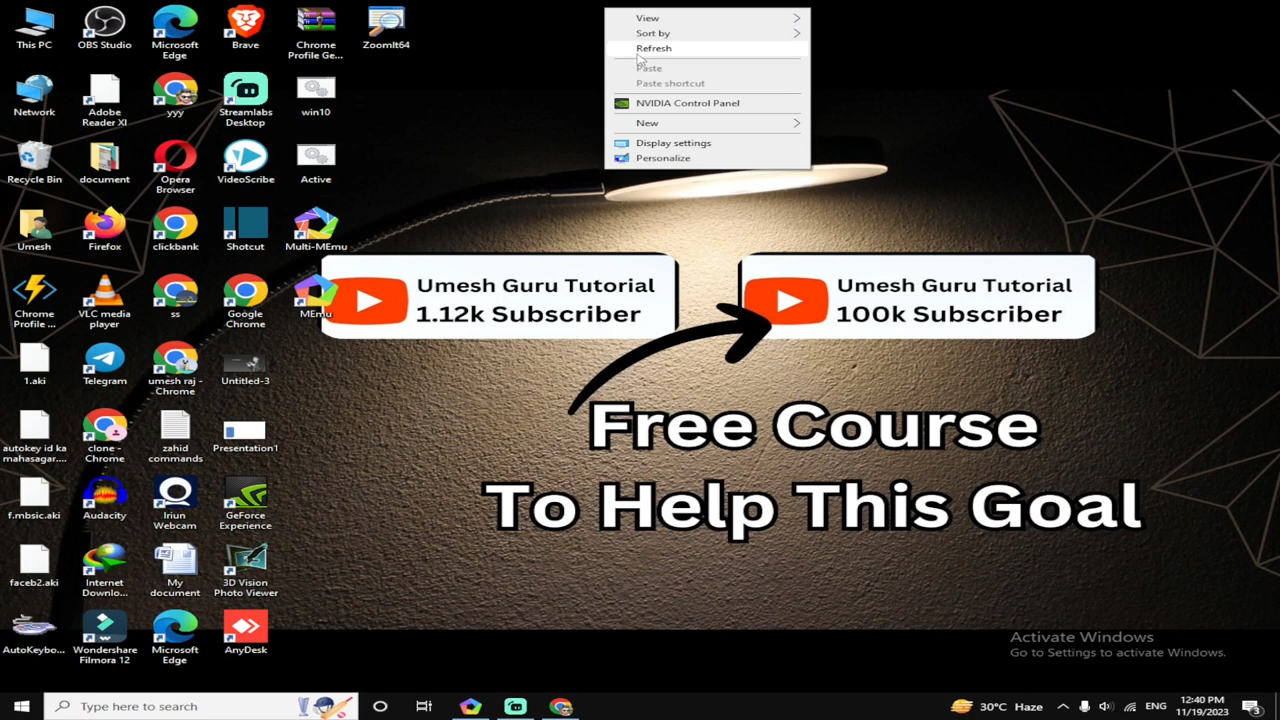 This PC
OBS Studio
Microsoft
Edge
Brave
Chrome
Profile Ge...
ZoomIt64
Network
Adobe
Reader XI
yyy
Streamlabs
Desktop
win10
Recycle Bin
document
Opera
Browser
VideoScribe
Active
Umesh
Firefox
clickbank
Shotcut
Multi-MEmu
Chrome
Profile ...
VLC media
player
ss
Google
Chrome
MEmu
1.aki
Telegram
umesh raj -
Chrome
Untitled-3
autokey id ka
mahasagar....
clone -
Chrome
zahid
commands
Presentation1
f.mbsic.aki
Audacity
Iriun
Webcam
GeForce
Experience
faceb2.aki
Internet
Downlo...
My
document
3D Vision
Photo Viewer
AutoKeybo...
Wondershare
Filmora 12
Microsoft
Edge
AnyDesk
View
Sort by
Refresh
Paste
Paste shortcut
NVIDIA Control Panel
New
Display settings
Personalize
Umesh Guru Tutorial
1.12k Subscriber
Umesh Guru Tutorial
100k Subscriber
Free Course
To Help This Goal
Activate Windows
Go to Settings to activate Windows.
Type here to search
30°C Haze
ENG
12:40 PM
11/19/2023
3